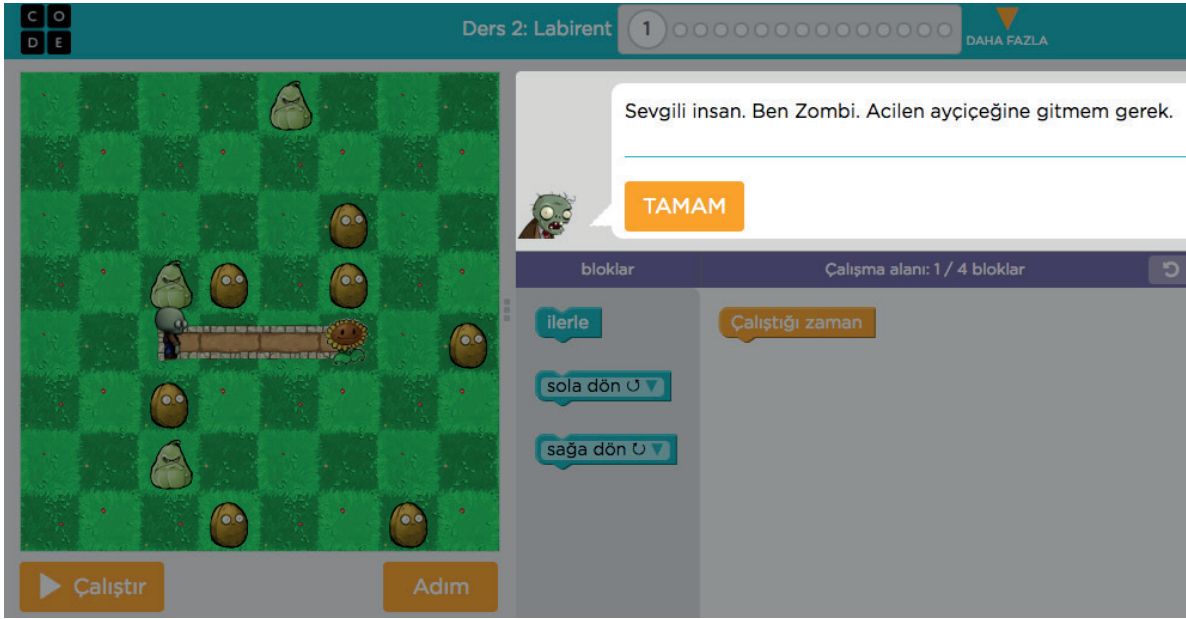 CODE
Ders 2: Labirent
1
DAHA FAZLA
Sevgili insan. Ben Zombi. Acilen ayçiçeğine gitmem gerek.
TAMAM
bloklar
Çalışma alanı: 1 / 4 bloklar
ilerle
Çalıştığı zaman
sola dön ↺ ▼
sağa dön ↻ ▼
Çalıştır
Adım